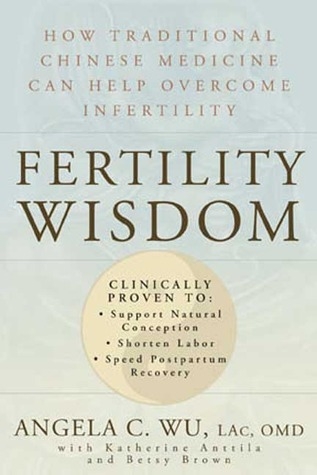 HOW TRADITIONAL
CHINESE MEDICINE
CAN HELP OVERCOME
INFERTILITY
FERTILITY
WISDOM
CLINICALLY
PROVEN TO:
• Support Natural
Conception
• Shorten Labor
• Speed Postpartum
Recovery
ANGELA C. WU, LAC, OMD
with Katherine Anttila
and Betsy Brown